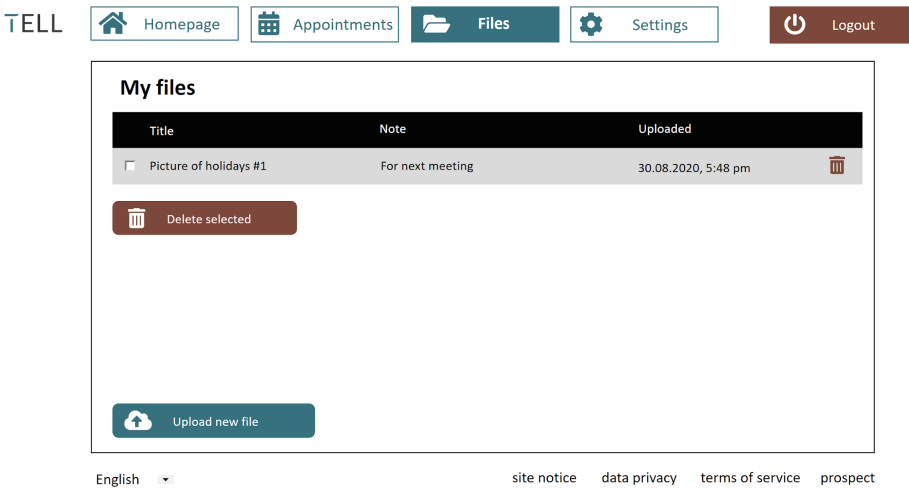 TELL Homepage Appointments Files Settings Logout
My files
Title Note Uploaded
Picture of holidays #1 For next meeting 30.08.2020, 5:48 pm
Delete selected
Upload new file
English site notice data privacy terms of service prospect